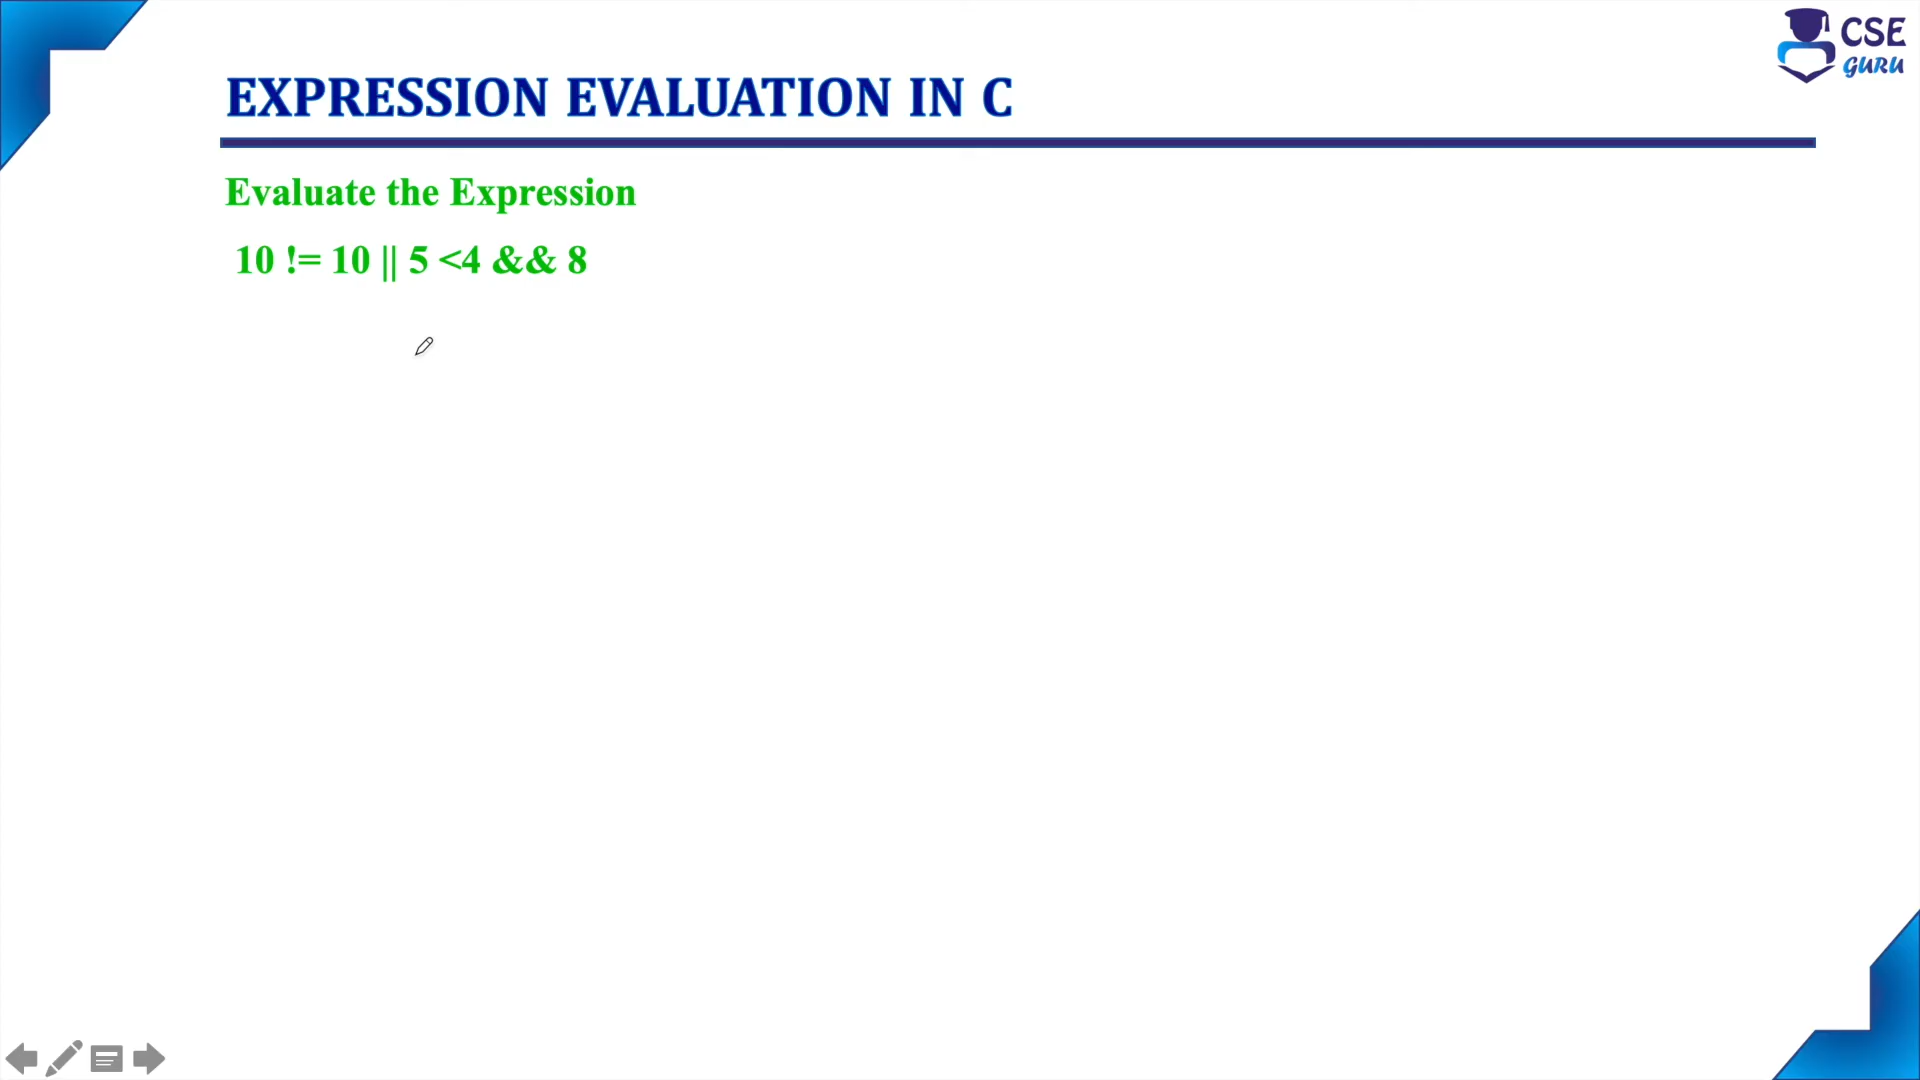 CSE
GURU
EXPRESSION EVALUATION IN C
Evaluate the Expression
10 != 10 || 5 <4 && 8